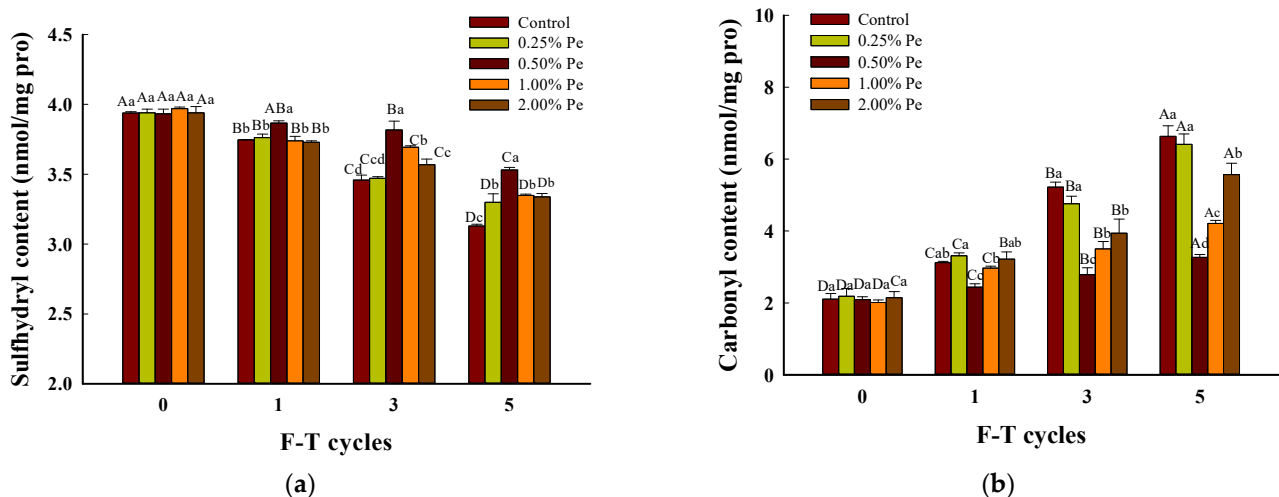 Sulfhydryl content (nmol/mg pro)
4.5
4.0
3.5
3.0
2.5
2.0
Control
0.25% Pe
0.50% Pe
1.00% Pe
2.00% Pe
Aa Aa Aa Aa Aa
Bb Bb ABa Bb Bb
Cd Ccd Ba Cb Cc
Dc Db Ca Db Db
0 1 3 5
F-T cycles
(a)
Carbonyl content (nmol/mg pro)
10
8
6
4
2
0
Control
0.25% Pe
0.50% Pe
1.00% Pe
2.00% Pe
Da Da Da Da Ca
Cab Ca Cc Cb Bab
Ba Ba Bc Bb Bb
Aa Aa Ad Ac Ab
0 1 3 5
F-T cycles
(b)